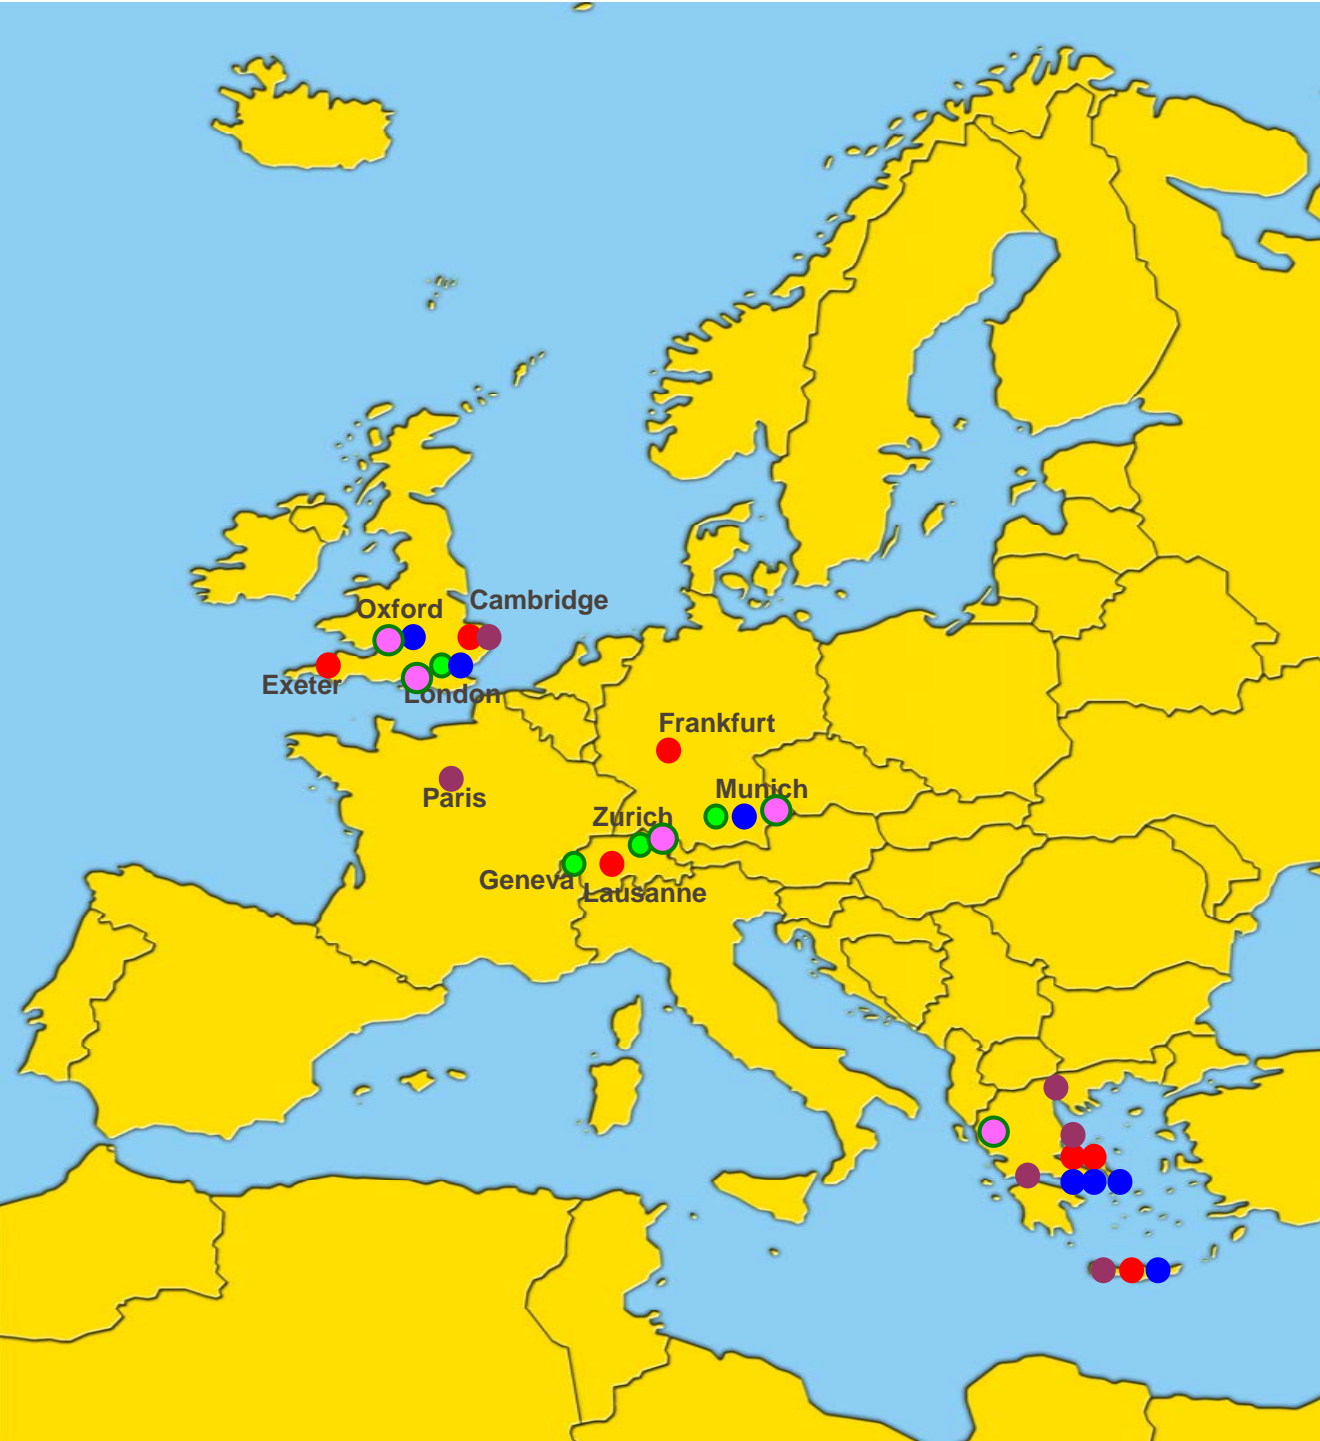 Cambridge
Oxford
Exeter
London
Frankfurt
Munich
Paris
Zurich
Geneva
Lausanne